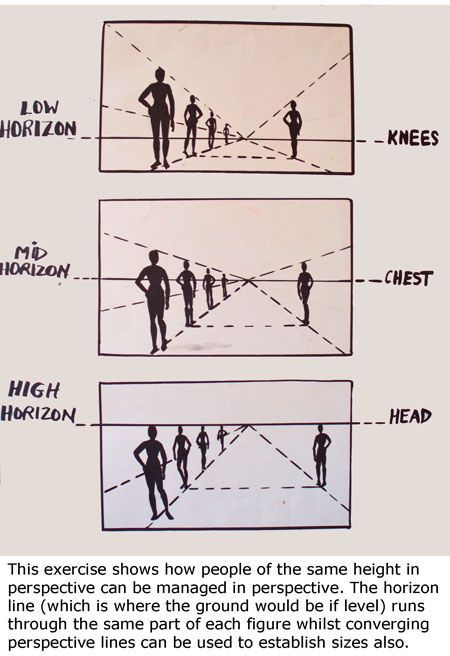 LOW
HORIZON
KNEES
MiD
HORIZON
CHEST
HIGH
HORIZON
HEAD
This exercise shows how people of the same height in
perspective can be managed in perspective. The horizon
line (which is where the ground would be if level) runs
through the same part of each figure whilst converging
perspective lines can be used to establish sizes also.